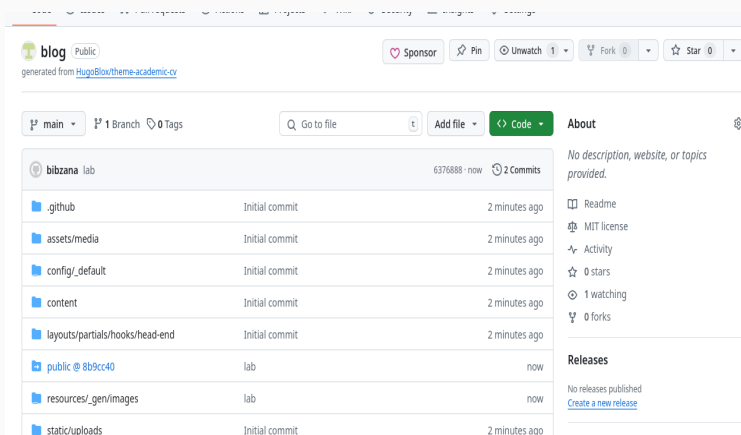 blog Public
Sponsor Pin Unwatch 1 Fork 0 Star 0
generated from HugoBlox/theme-academic-cv
main 1 Branch 0 Tags Go to file t Add file Code
About
No description, website, or topics
provided.
bibzana lab 6376888 · now 2 Commits
.github Initial commit 2 minutes ago
assets/media Initial commit 2 minutes ago
config/_default Initial commit 2 minutes ago
content Initial commit 2 minutes ago
layouts/partials/hooks/head-end Initial commit 2 minutes ago
public @ 8b9cc40 lab now
resources/_gen/images lab now
static/uploads Initial commit 2 minutes ago
Readme
MIT license
Activity
0 stars
1 watching
0 forks
Releases
No releases published
Create a new release